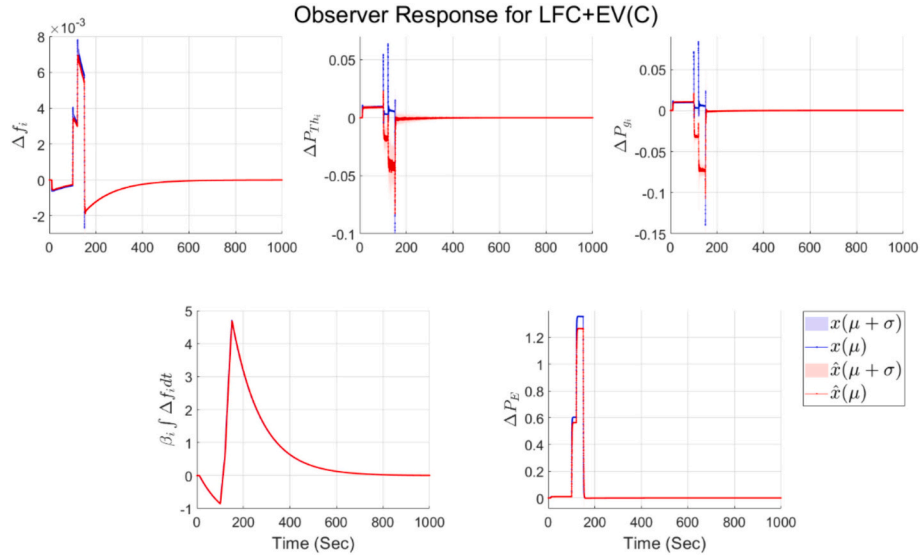 Observer Response for LFC+EV(C)
×10⁻³
8
6
4
2
0
-2
Δf_i
0 200 400 600 800 1000
0.05
0
-0.05
-0.1
ΔP_{Th_i}
0 200 400 600 800 1000
0.05
0
-0.05
-0.1
-0.15
ΔP_{g_i}
0 200 400 600 800 1000
5
4
3
2
1
0
-1
β_i ∫ Δf_i dt
0 200 400 600 800 1000
Time (Sec)
1.2
1
0.8
0.6
0.4
0.2
0
ΔP_E
0 200 400 600 800 1000
Time (Sec)
x(μ + σ)
x(μ)
x̂(μ + σ)
x̂(μ)